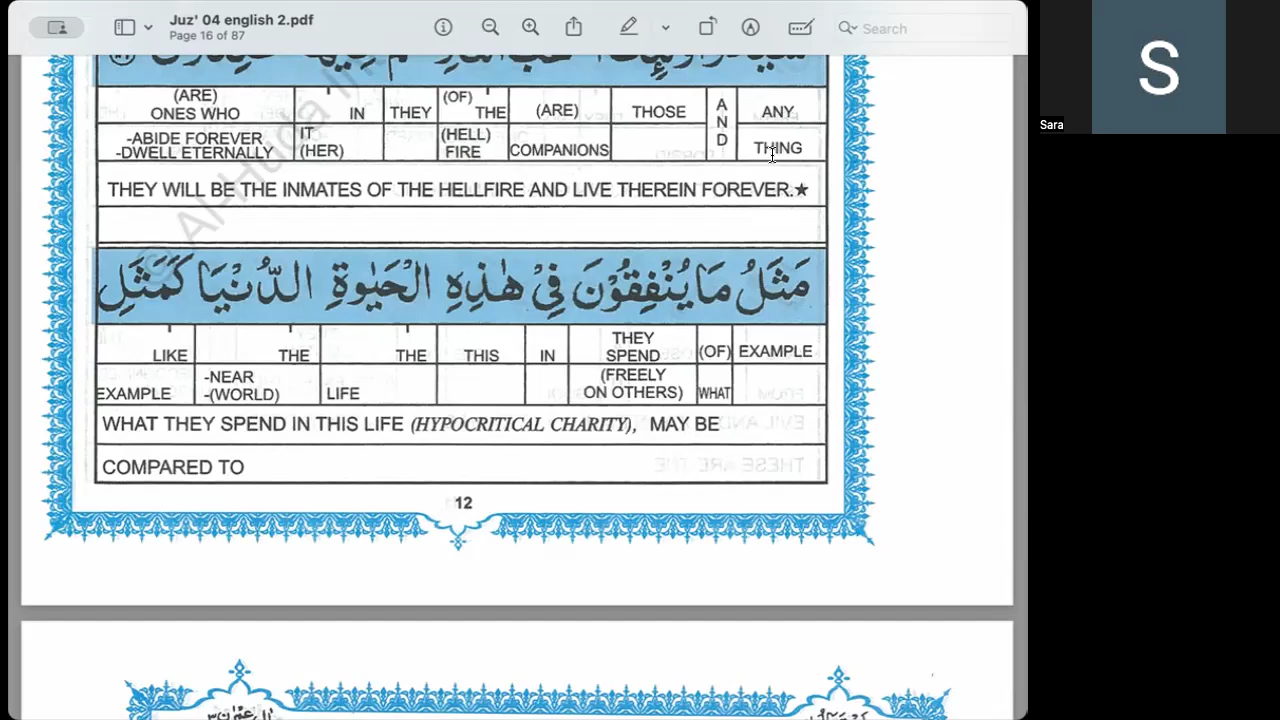 Juz' 04 english 2.pdf
Page 16 of 87
Search
S
Sara
(ARE) ONES WHO IN THEY (OF) THE (ARE) THOSE AND ANY
-ABIDE FOREVER -DWELL ETERNALLY IT (HER) (HELL) FIRE COMPANIONS THING
THEY WILL BE THE INMATES OF THE HELLFIRE AND LIVE THEREIN FOREVER.★
مَثَلُ مَا يُنْفِقُوْنَ فِيْ هٰذِهِ الْحَيٰوةِ الدُّنْيَا كَمَثَلِ
LIKE THE THE THIS IN THEY SPEND (OF) EXAMPLE
EXAMPLE -NEAR -(WORLD) LIFE (FREELY ON OTHERS) WHAT
WHAT THEY SPEND IN THIS LIFE (HYPOCRITICAL CHARITY), MAY BE
COMPARED TO
12